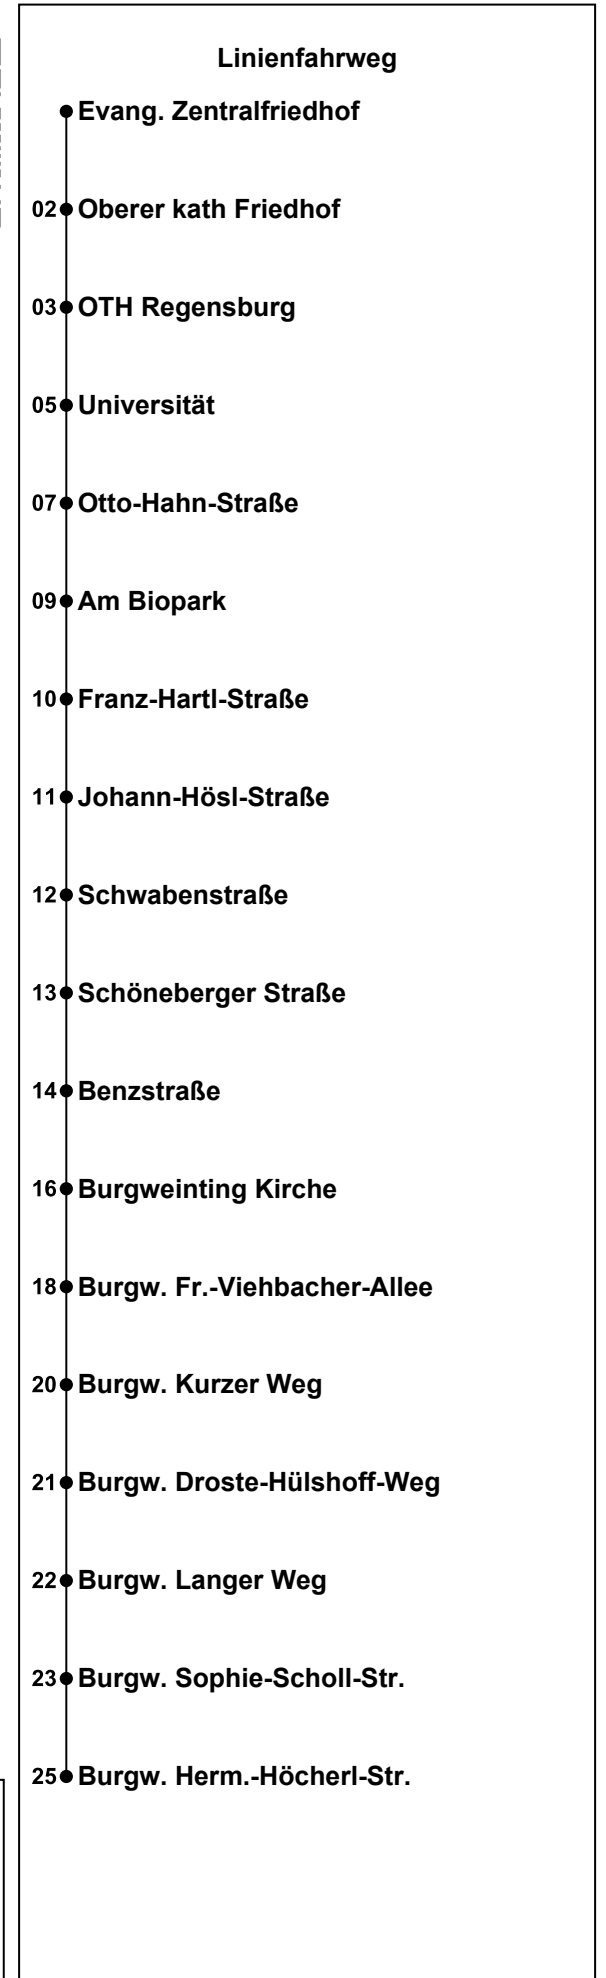 Linienfahrweg
Evang. Zentralfriedhof
02 Oberer kath Friedhof
03 OTH Regensburg
05 Universität
07 Otto-Hahn-Straße
09 Am Biopark
10 Franz-Hartl-Straße
11 Johann-Hösl-Straße
12 Schwabenstraße
13 Schöneberger Straße
14 Benzstraße
16 Burgweinting Kirche
18 Burgw. Fr.-Viehbacher-Allee
20 Burgw. Kurzer Weg
21 Burgw. Droste-Hülshoff-Weg
22 Burgw. Langer Weg
23 Burgw. Sophie-Scholl-Str.
25 Burgw. Herm.-Höcherl-Str.